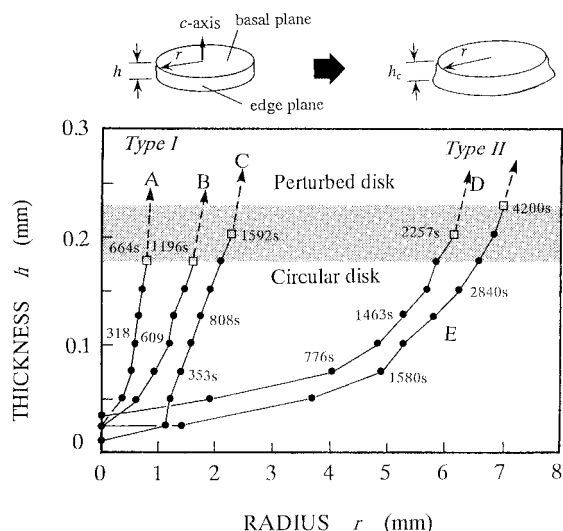 c-axis
basal plane
r
h
edge plane
r
h_c
0.3
0.2
0.1
0
THICKNESS h (mm)
Type I
Type II
A
B
C
D
E
Perturbed disk
Circular disk
664s
1196s
1592s
2257s
4200s
318
609
808s
1463s
2840s
353s
776s
1580s
0 1 2 3 4 5 6 7 8
RADIUS r (mm)